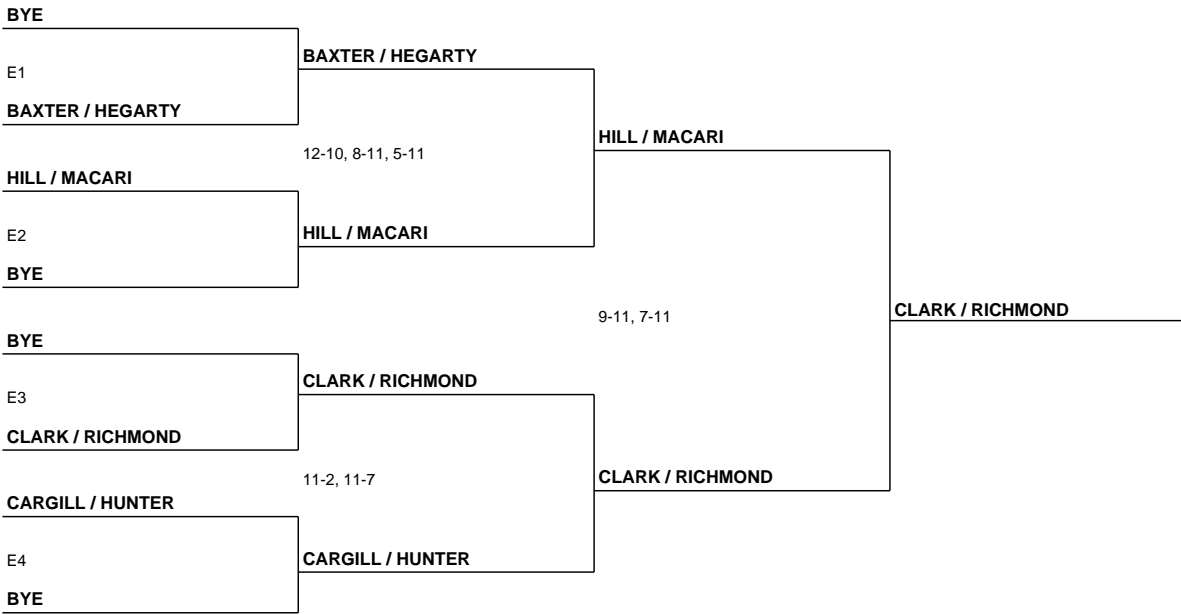 BYE
E1
BAXTER / HEGARTY
HILL / MACARI
E2
BYE
BYE
E3
CLARK / RICHMOND
CARGILL / HUNTER
E4
BYE
BAXTER / HEGARTY
12-10, 8-11, 5-11
HILL / MACARI
CLARK / RICHMOND
11-2, 11-7
CARGILL / HUNTER
HILL / MACARI
9-11, 7-11
CLARK / RICHMOND
CLARK / RICHMOND